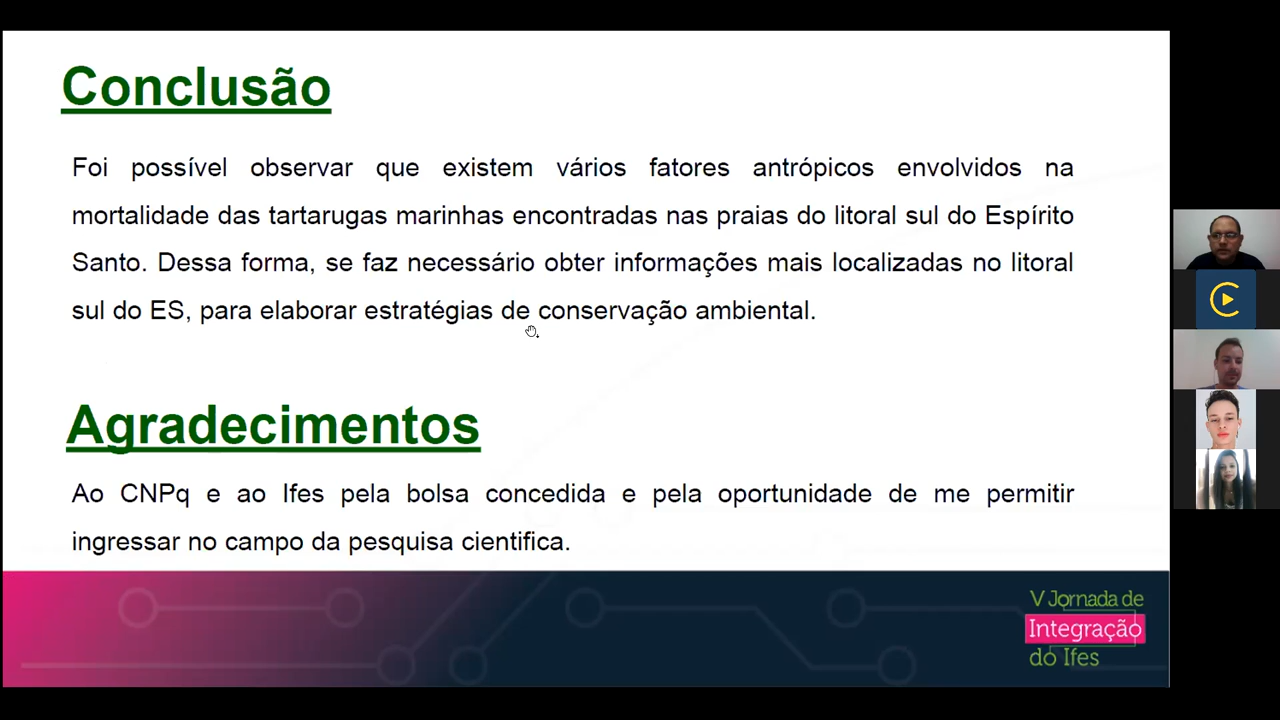 Conclusão
Foi possível observar que existem vários fatores antrópicos envolvidos na
mortalidade das tartarugas marinhas encontradas nas praias do litoral sul do Espírito
Santo. Dessa forma, se faz necessário obter informações mais localizadas no litoral
sul do ES, para elaborar estratégias de conservação ambiental.
Agradecimentos
Ao CNPq e ao Ifes pela bolsa concedida e pela oportunidade de me permitir
ingressar no campo da pesquisa cientifica.
V Jornada de
Integração
do Ifes